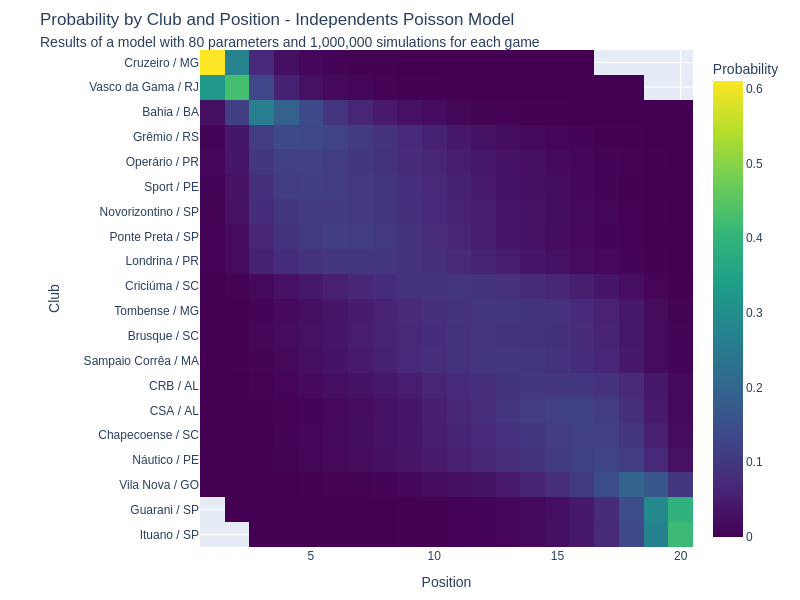 Probability by Club and Position - Independents Poisson Model
Results of a model with 80 parameters and 1,000,000 simulations for each game
Probability
Cruzeiro / MG
Vasco da Gama / RJ
Bahia / BA
Grêmio / RS
Operário / PR
Sport / PE
Novorizontino / SP
Ponte Preta / SP
Londrina / PR
Criciúma / SC
Tombense / MG
Brusque / SC
Sampaio Corrêa / MA
CRB / AL
CSA / AL
Chapecoense / SC
Náutico / PE
Vila Nova / GO
Guarani / SP
Ituano / SP
Club
5
10
15
20
Position
0.6
0.5
0.4
0.3
0.2
0.1
0